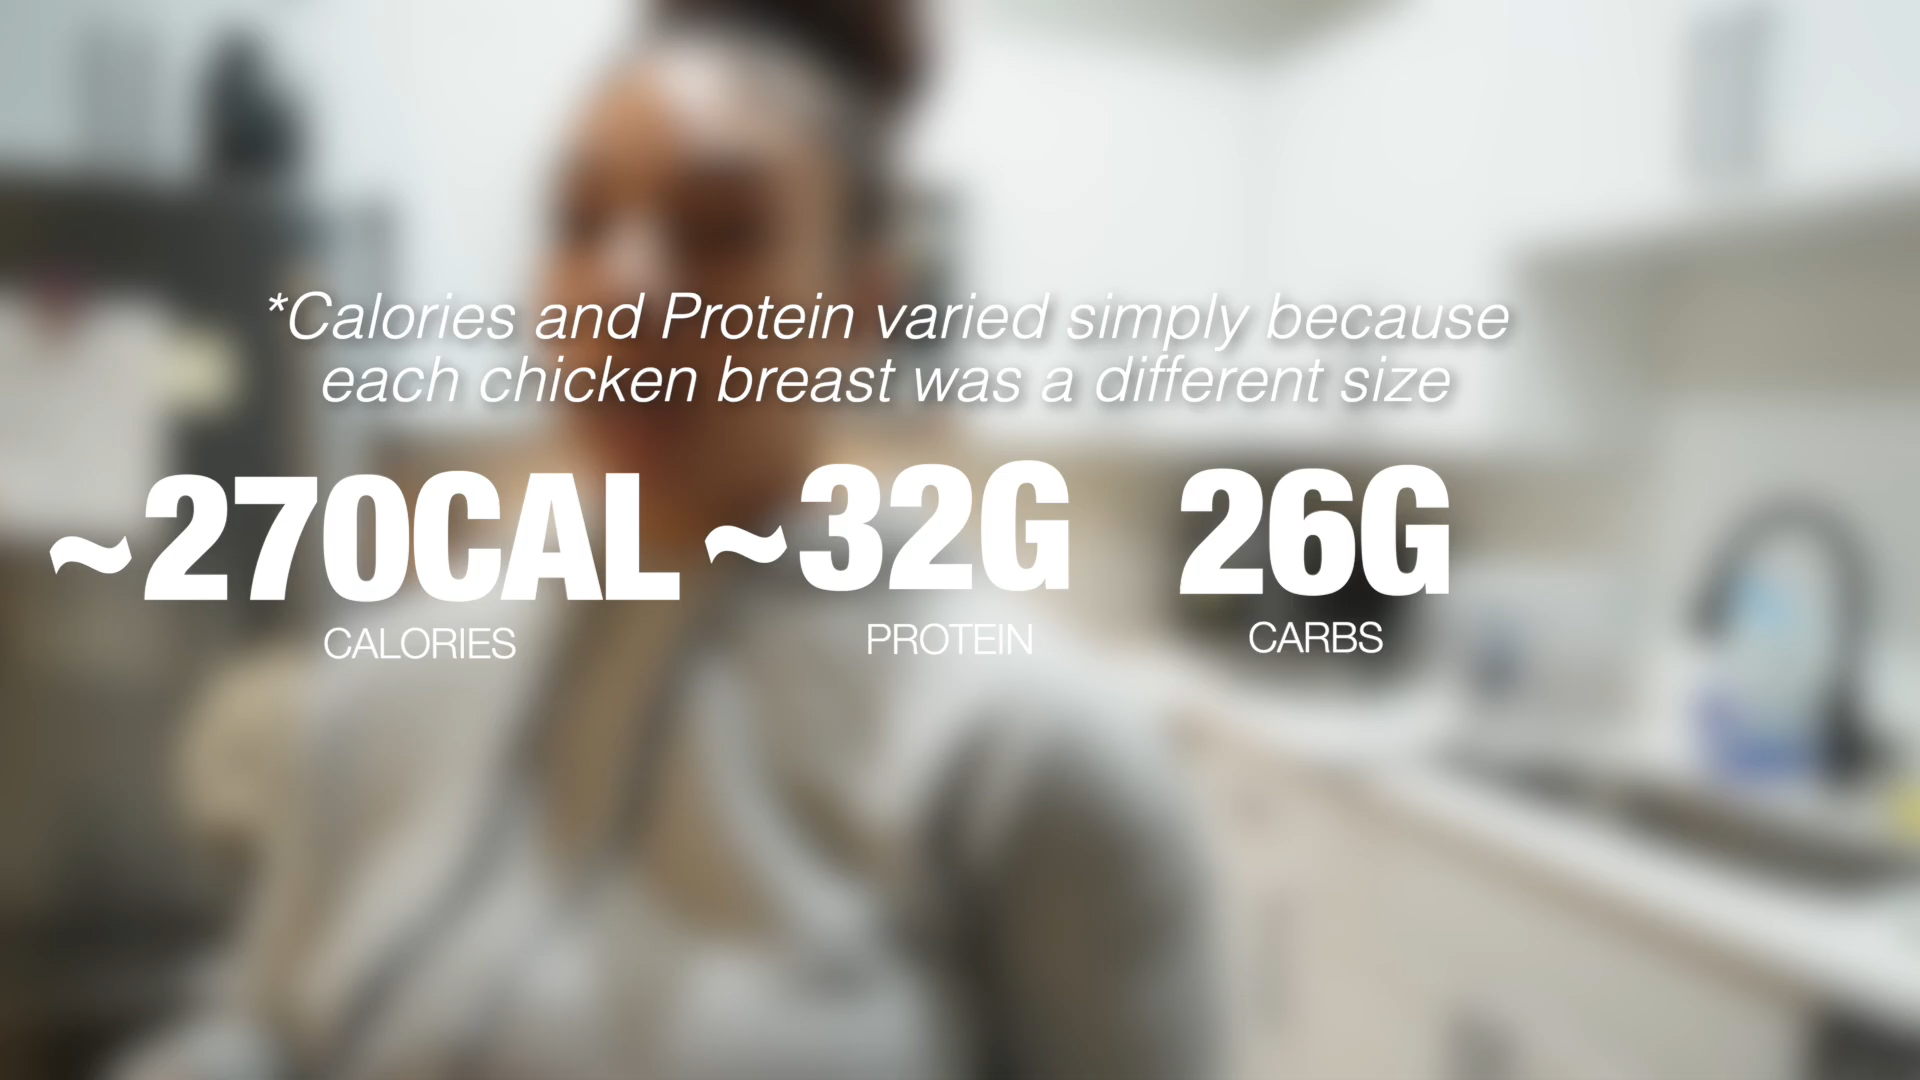 *Calories and Protein varied simply because
each chicken breast was a different size
~270CAL ~32G 26G
CALORIES PROTEIN CARBS